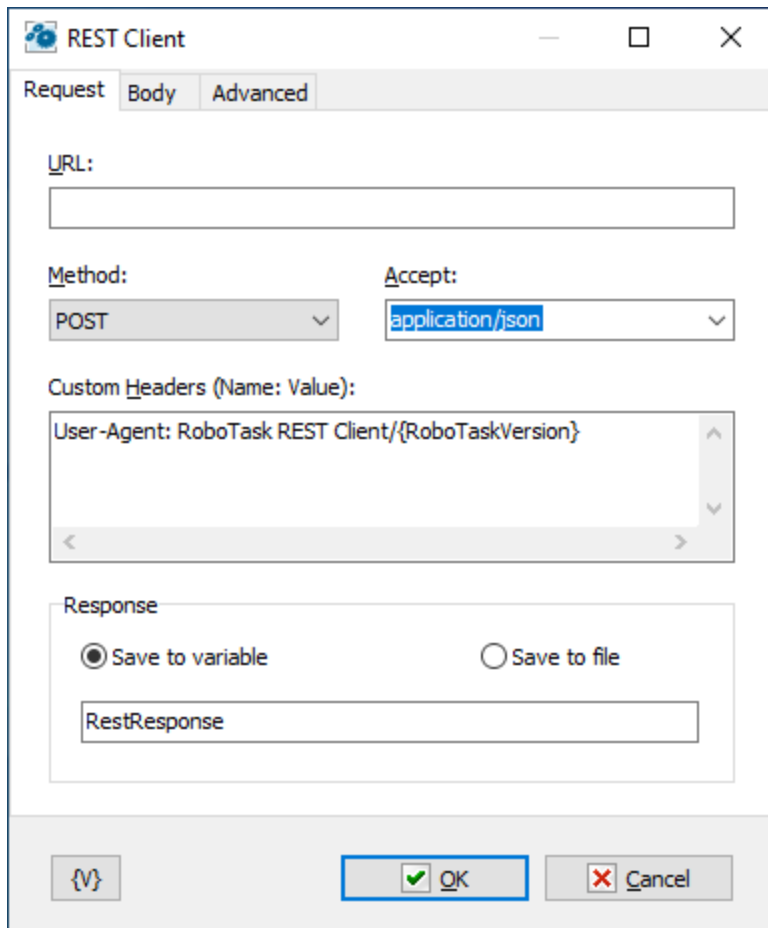 REST Client
Request Body Advanced
URL:
Method: Accept:
POST application/json
Custom Headers (Name: Value):
User-Agent: RoboTask REST Client/{RoboTaskVersion}
Response
Save to variable Save to file
RestResponse
{V} OK Cancel